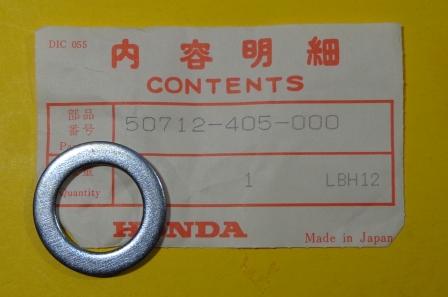 DIC 055
内容明細
CONTENTS
部品
番号
50712-405-000
Quantity
1 LBH12
HONDA
Made in Japan